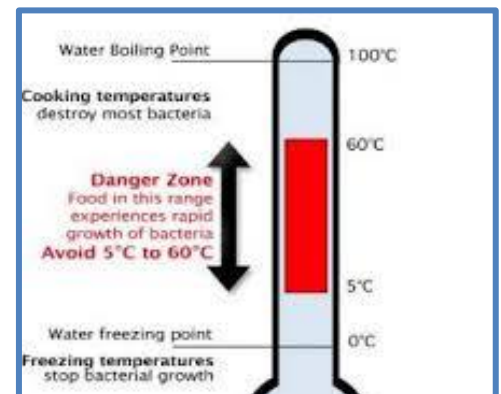 Water Boiling Point
100°C
Cooking temperatures
destroy most bacteria
60°C
Danger Zone
Food in this range
experiences rapid
growth of bacteria
Avoid 5°C to 60°C
5°C
Water freezing point
0°C
Freezing temperatures
stop bacterial growth